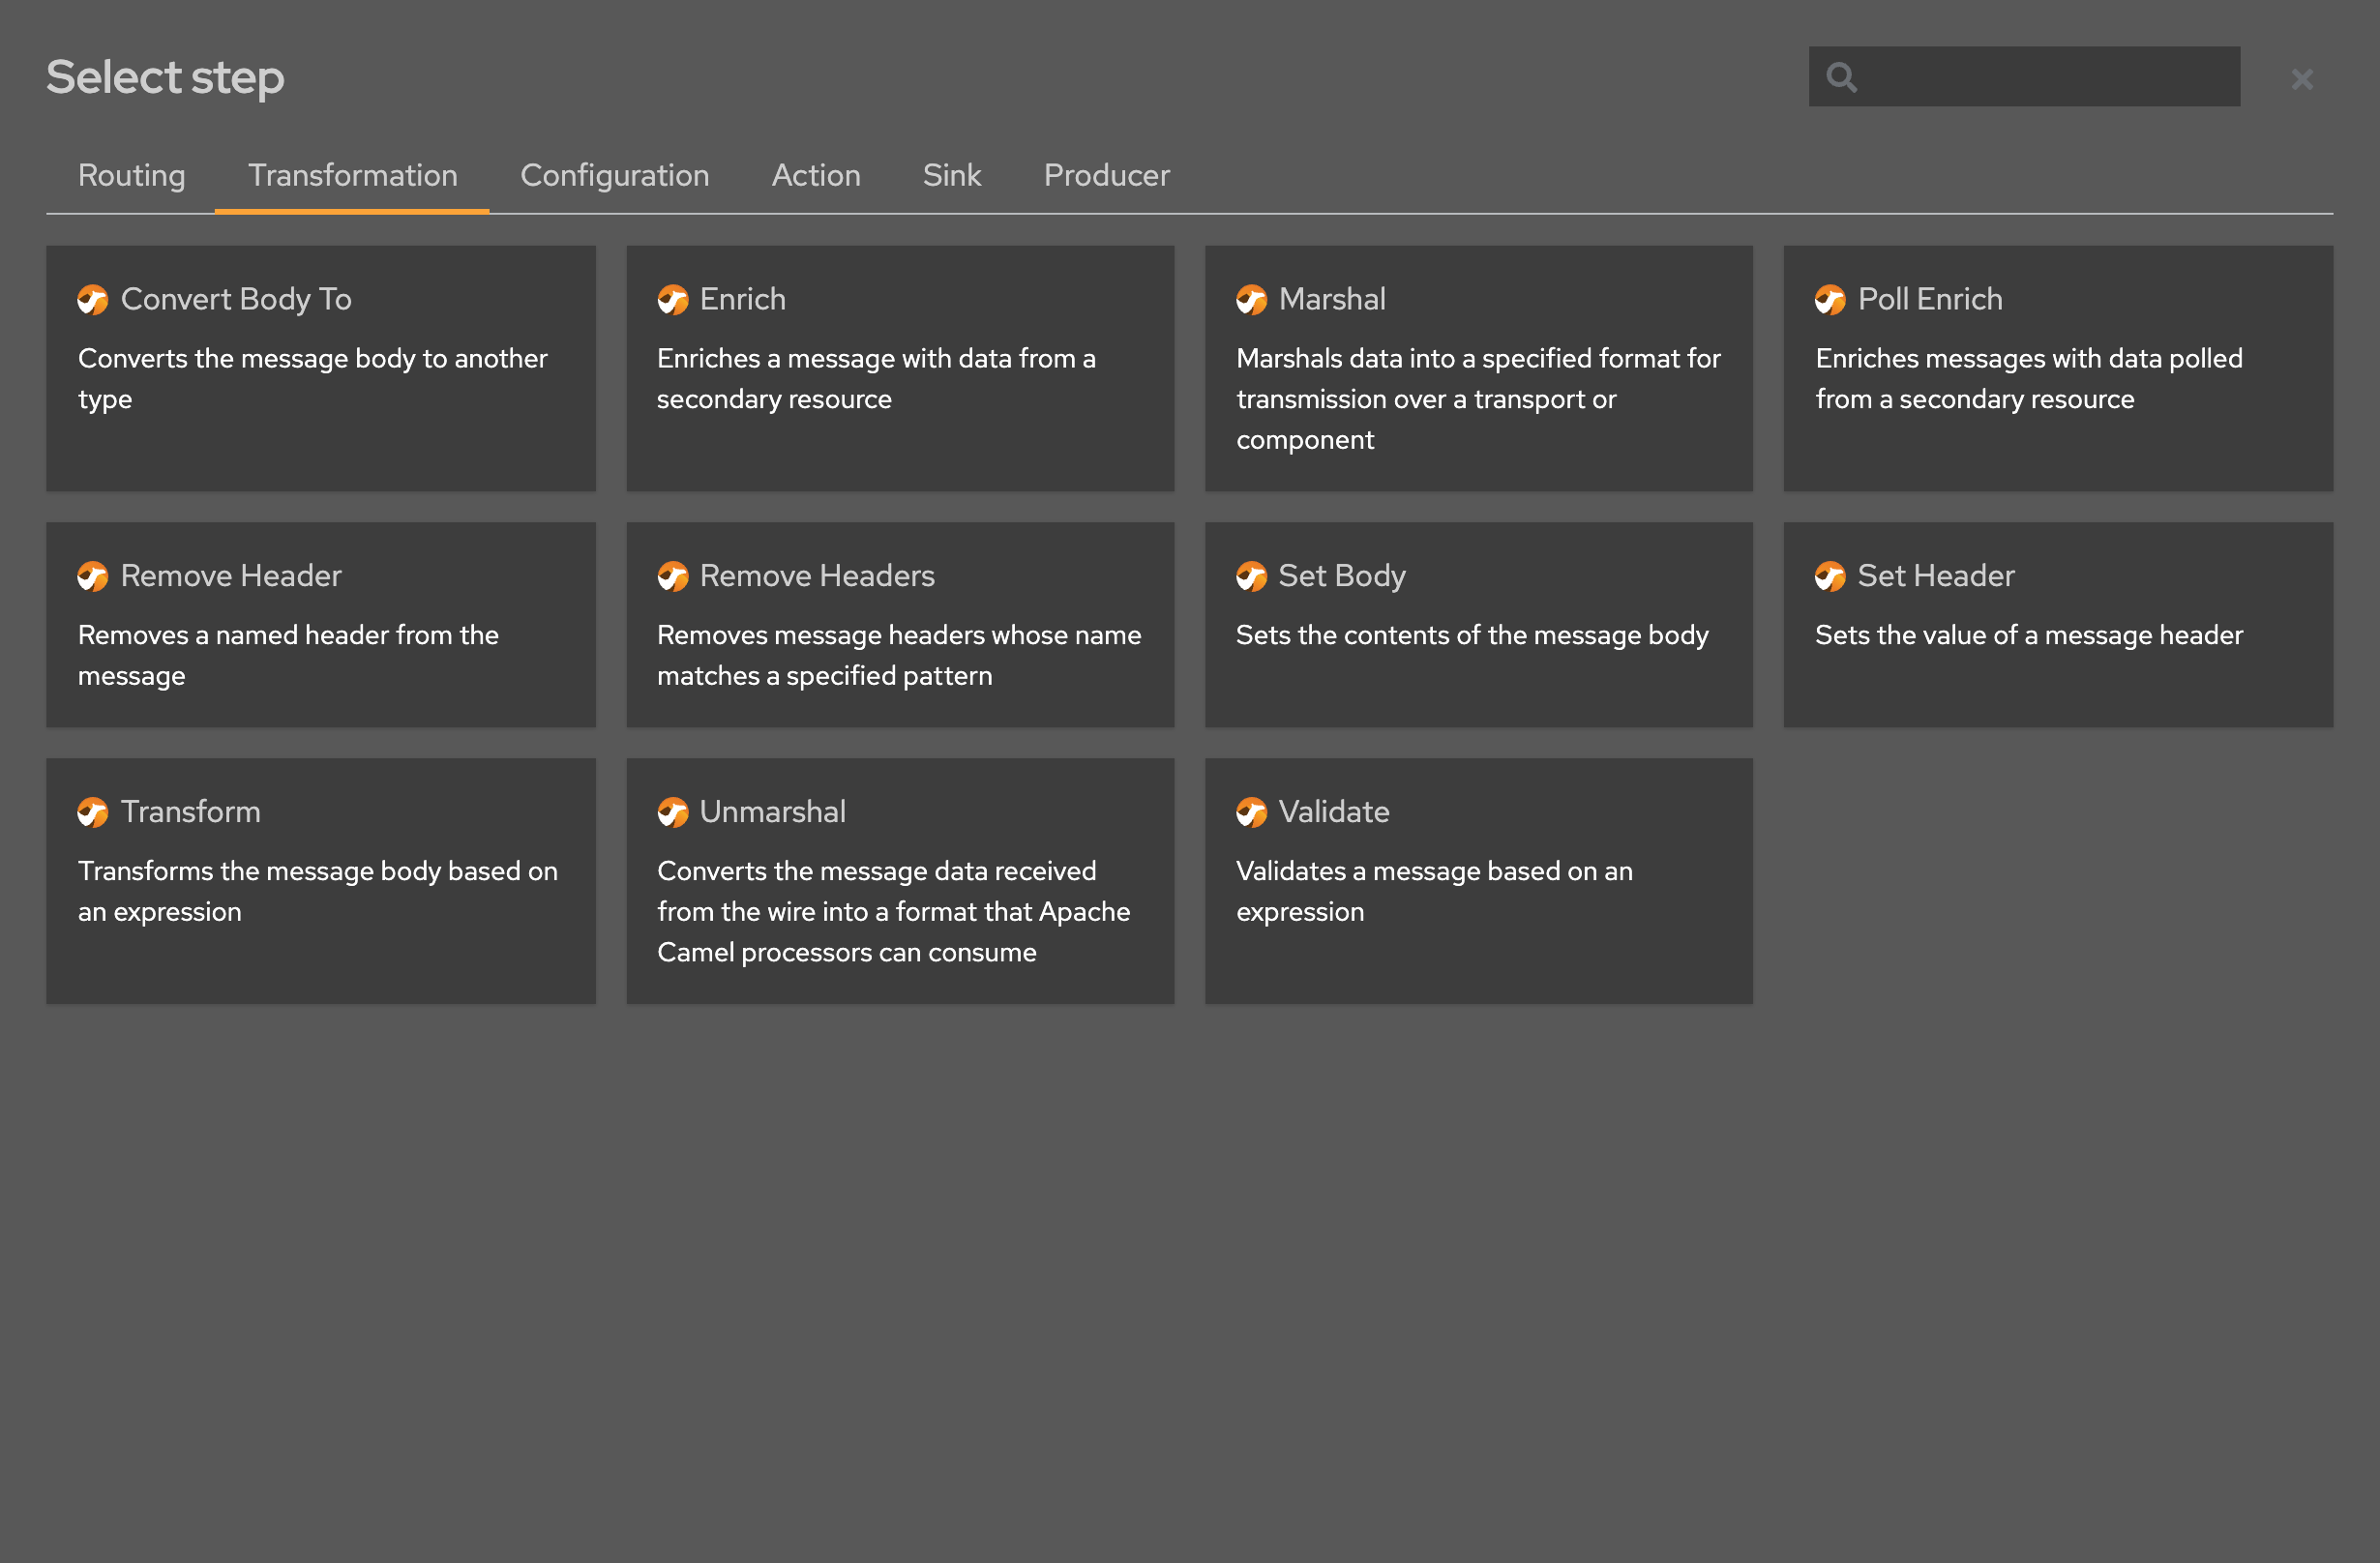 Select step
Routing
Transformation
Configuration
Action
Sink
Producer
Convert Body To
Converts the message body to another
type
Enrich
Enriches a message with data from a
secondary resource
Marshal
Marshals data into a specified format for
transmission over a transport or
component
Poll Enrich
Enriches messages with data polled
from a secondary resource
Remove Header
Removes a named header from the
message
Remove Headers
Removes message headers whose name
matches a specified pattern
Set Body
Sets the contents of the message body
Set Header
Sets the value of a message header
Transform
Transforms the message body based on
an expression
Unmarshal
Converts the message data received
from the wire into a format that Apache
Camel processors can consume
Validate
Validates a message based on an
expression